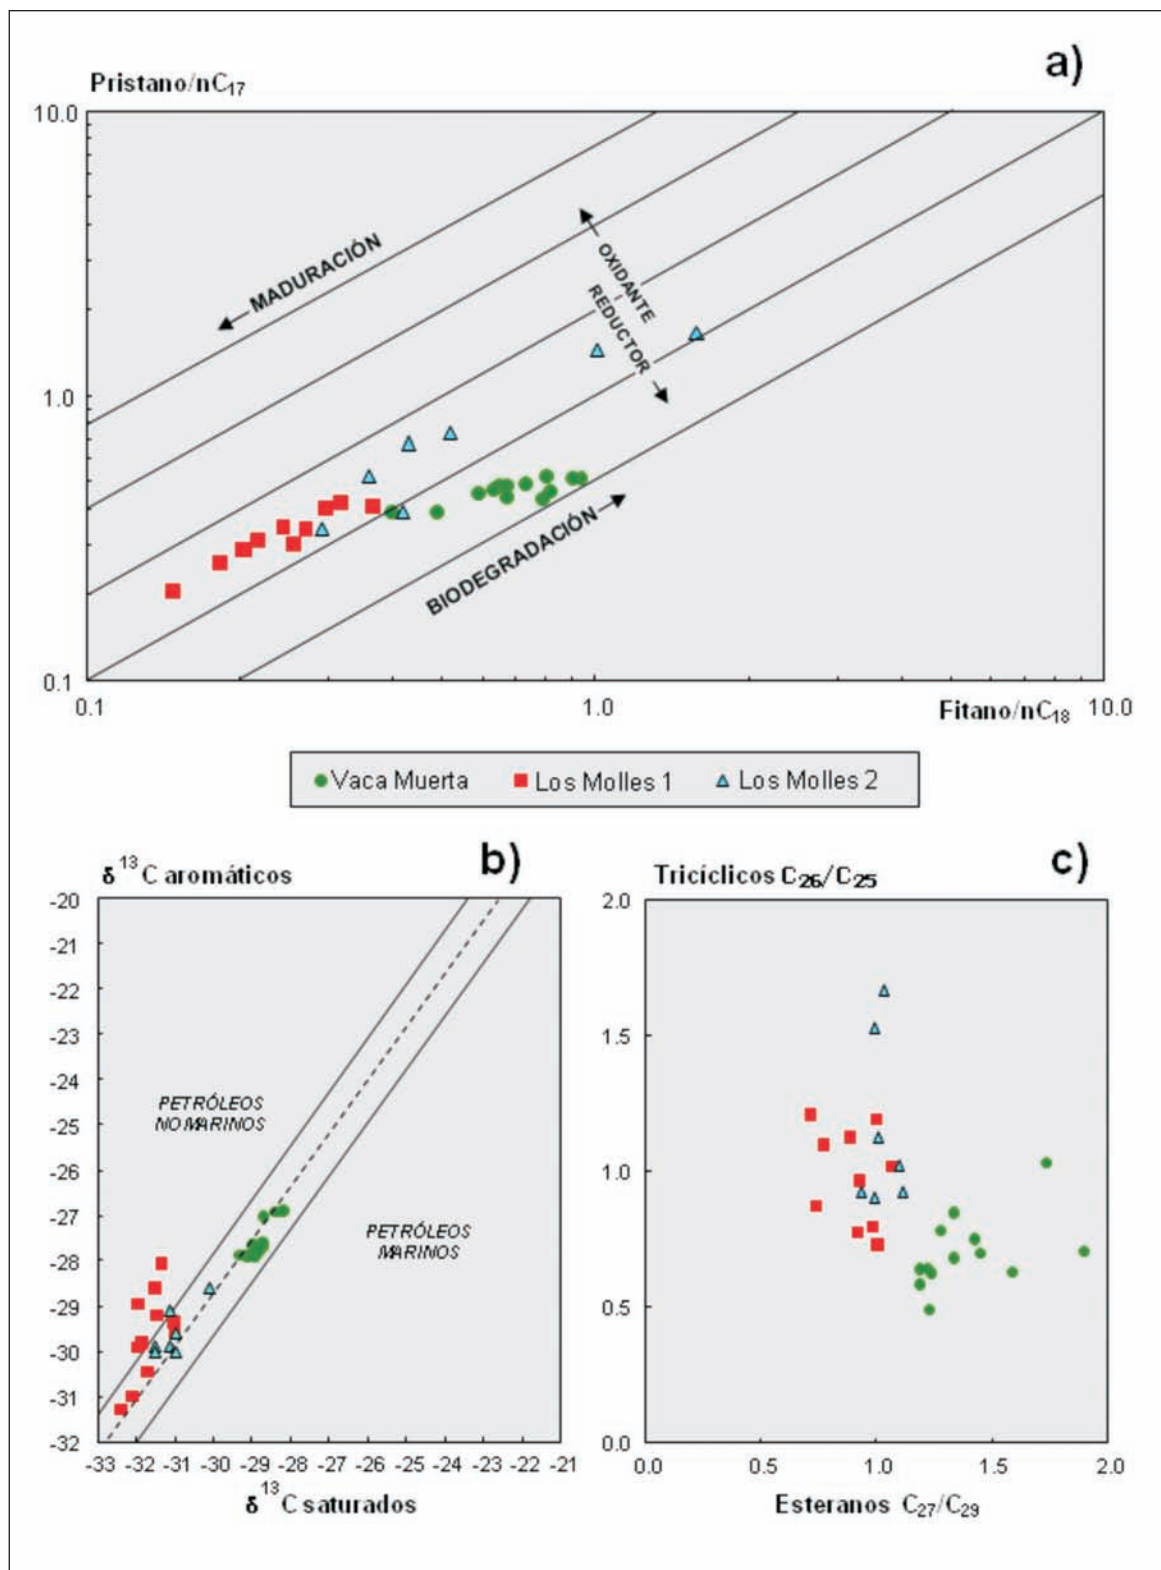 a)
Pristano/nC17
10.0
1.0
0.1
MADURACIÓN
OXIDANTE
REDUCTOR
BIODEGRADACIÓN
0.1
1.0
10.0
Fitano/nC18
Vaca Muerta
Los Molles 1
Los Molles 2
b)
δ 13 C aromáticos
-20
-21
-22
-23
-24
-25
-26
-27
-28
-29
-30
-31
-32
PETRÓLEOS
NO MARINOS
PETRÓLEOS
MARINOS
-33 -32 -31 -30 -29 -28 -27 -26 -25 -24 -23 -22 -21
δ 13 C saturados
c)
Tricíclicos C26/C25
2.0
1.5
1.0
0.5
0.0
0.0 0.5 1.0 1.5 2.0
Esteranos C27/C29